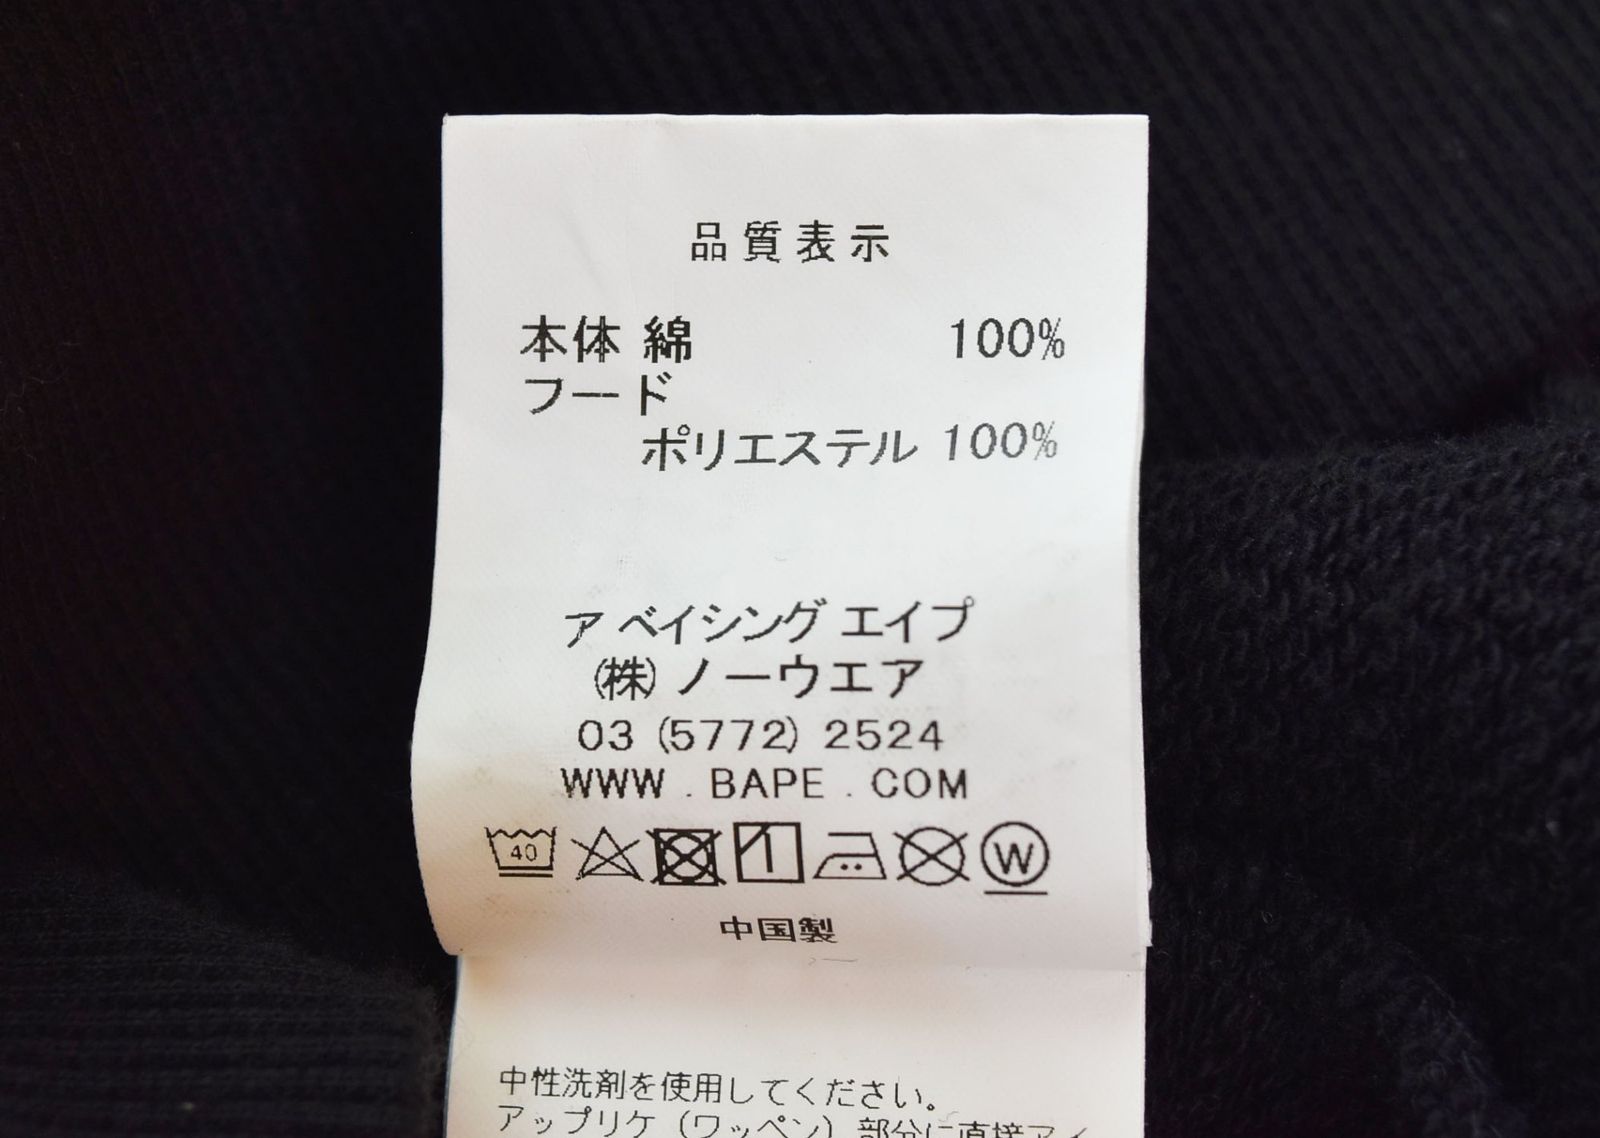 品質表示
本体 綿 100%
フード
ポリエステル 100%
ア ベイシング エイプ
(株) ノーウエア
03 (5772) 2524
WWW . BAPE . COM
40 W
中国製
中性洗剤を使用してください。
アップリケ（ワッペン）部分に直接アイ